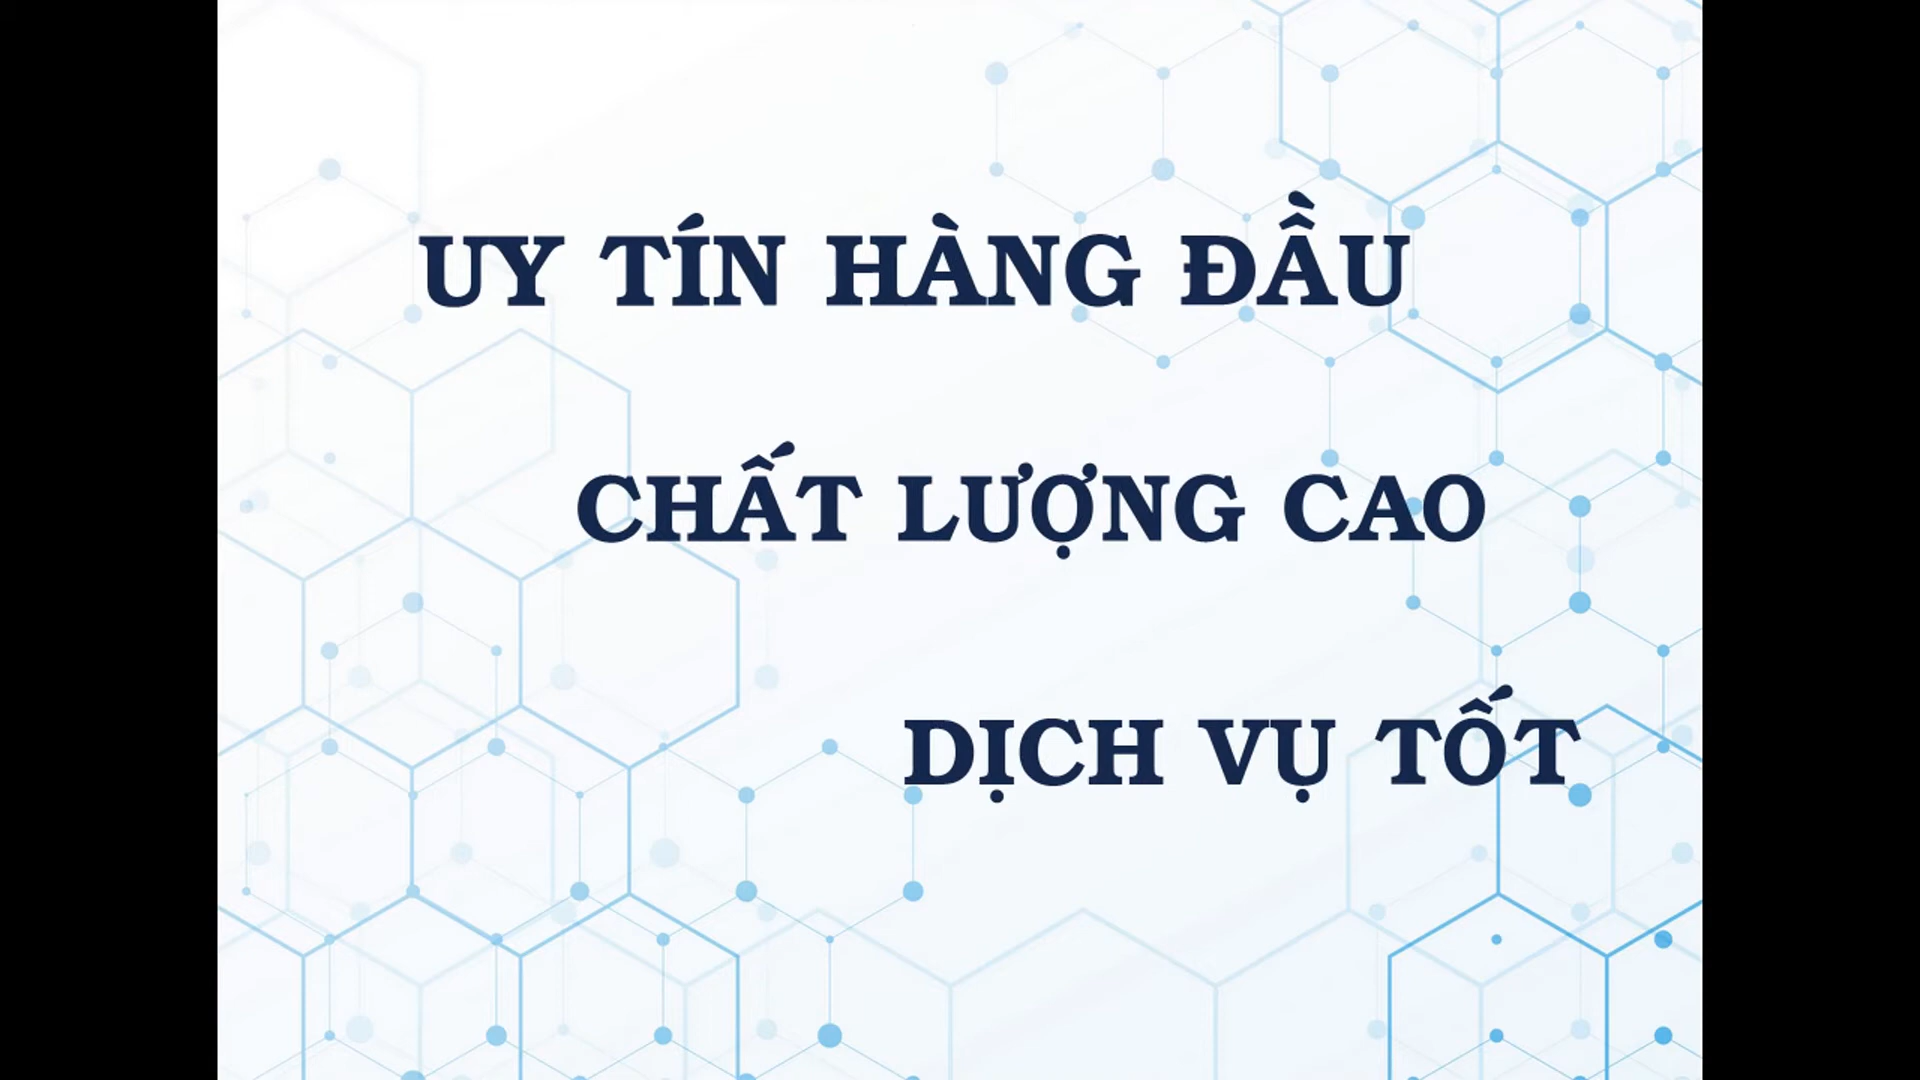 UY TÍN HÀNG ĐẦU
CHẤT LƯỢNG CAO
DỊCH VỤ TỐT